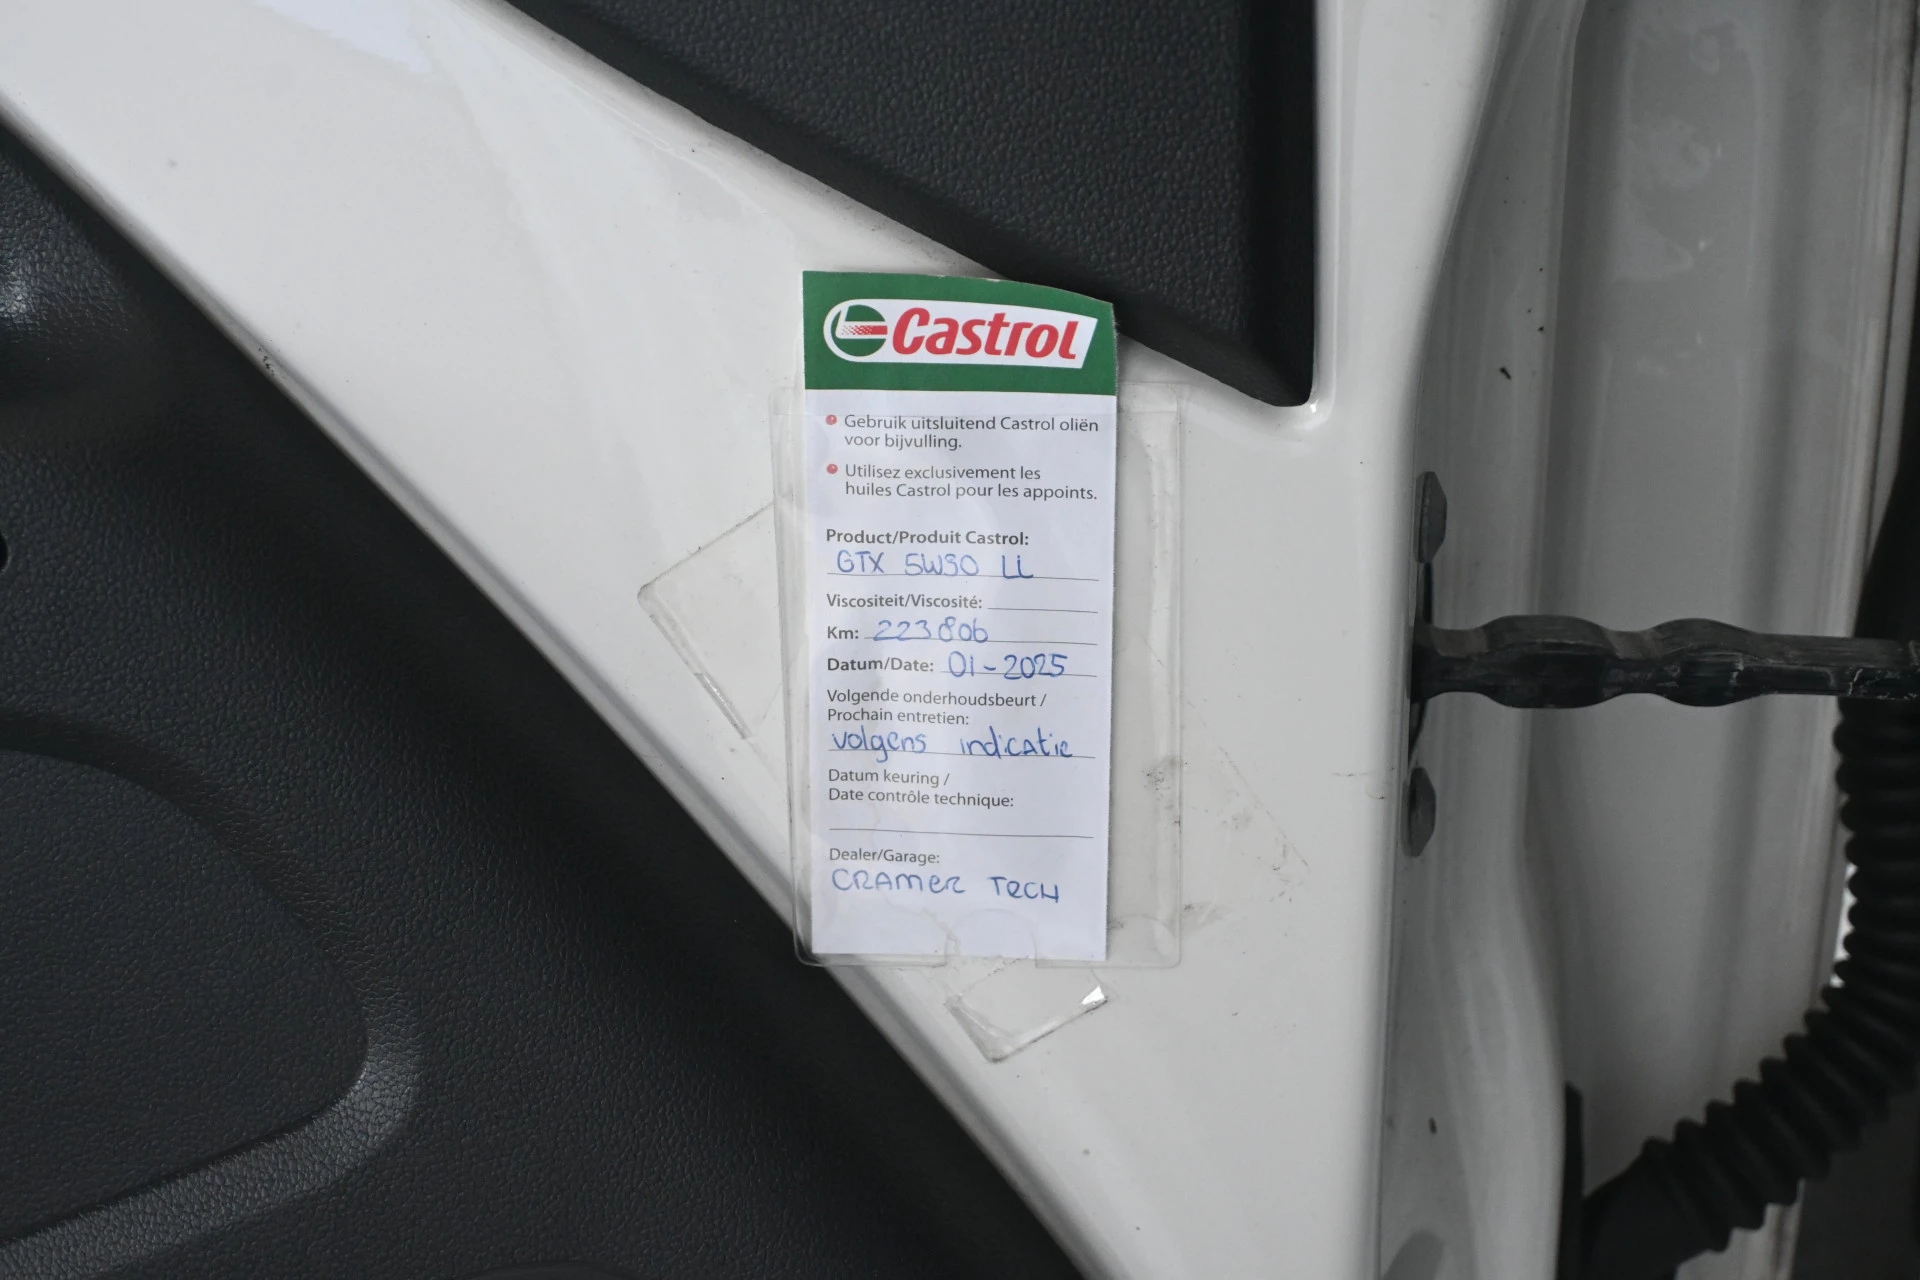 Castrol
Gebruik uitsluitend Castrol oliën
voor bijvulling.
Utilisez exclusivement les
huiles Castrol pour les appoints.
Product/Produit Castrol:
GTX 5W30 LL
Viscositeit/Viscosité:
Km: 223806
Datum/Date: 01-2025
Volgende onderhoudsbeurt /
Prochain entretien:
volgens indicatie
Datum keuring /
Date contrôle technique:
Dealer/Garage:
CRAMER TECH